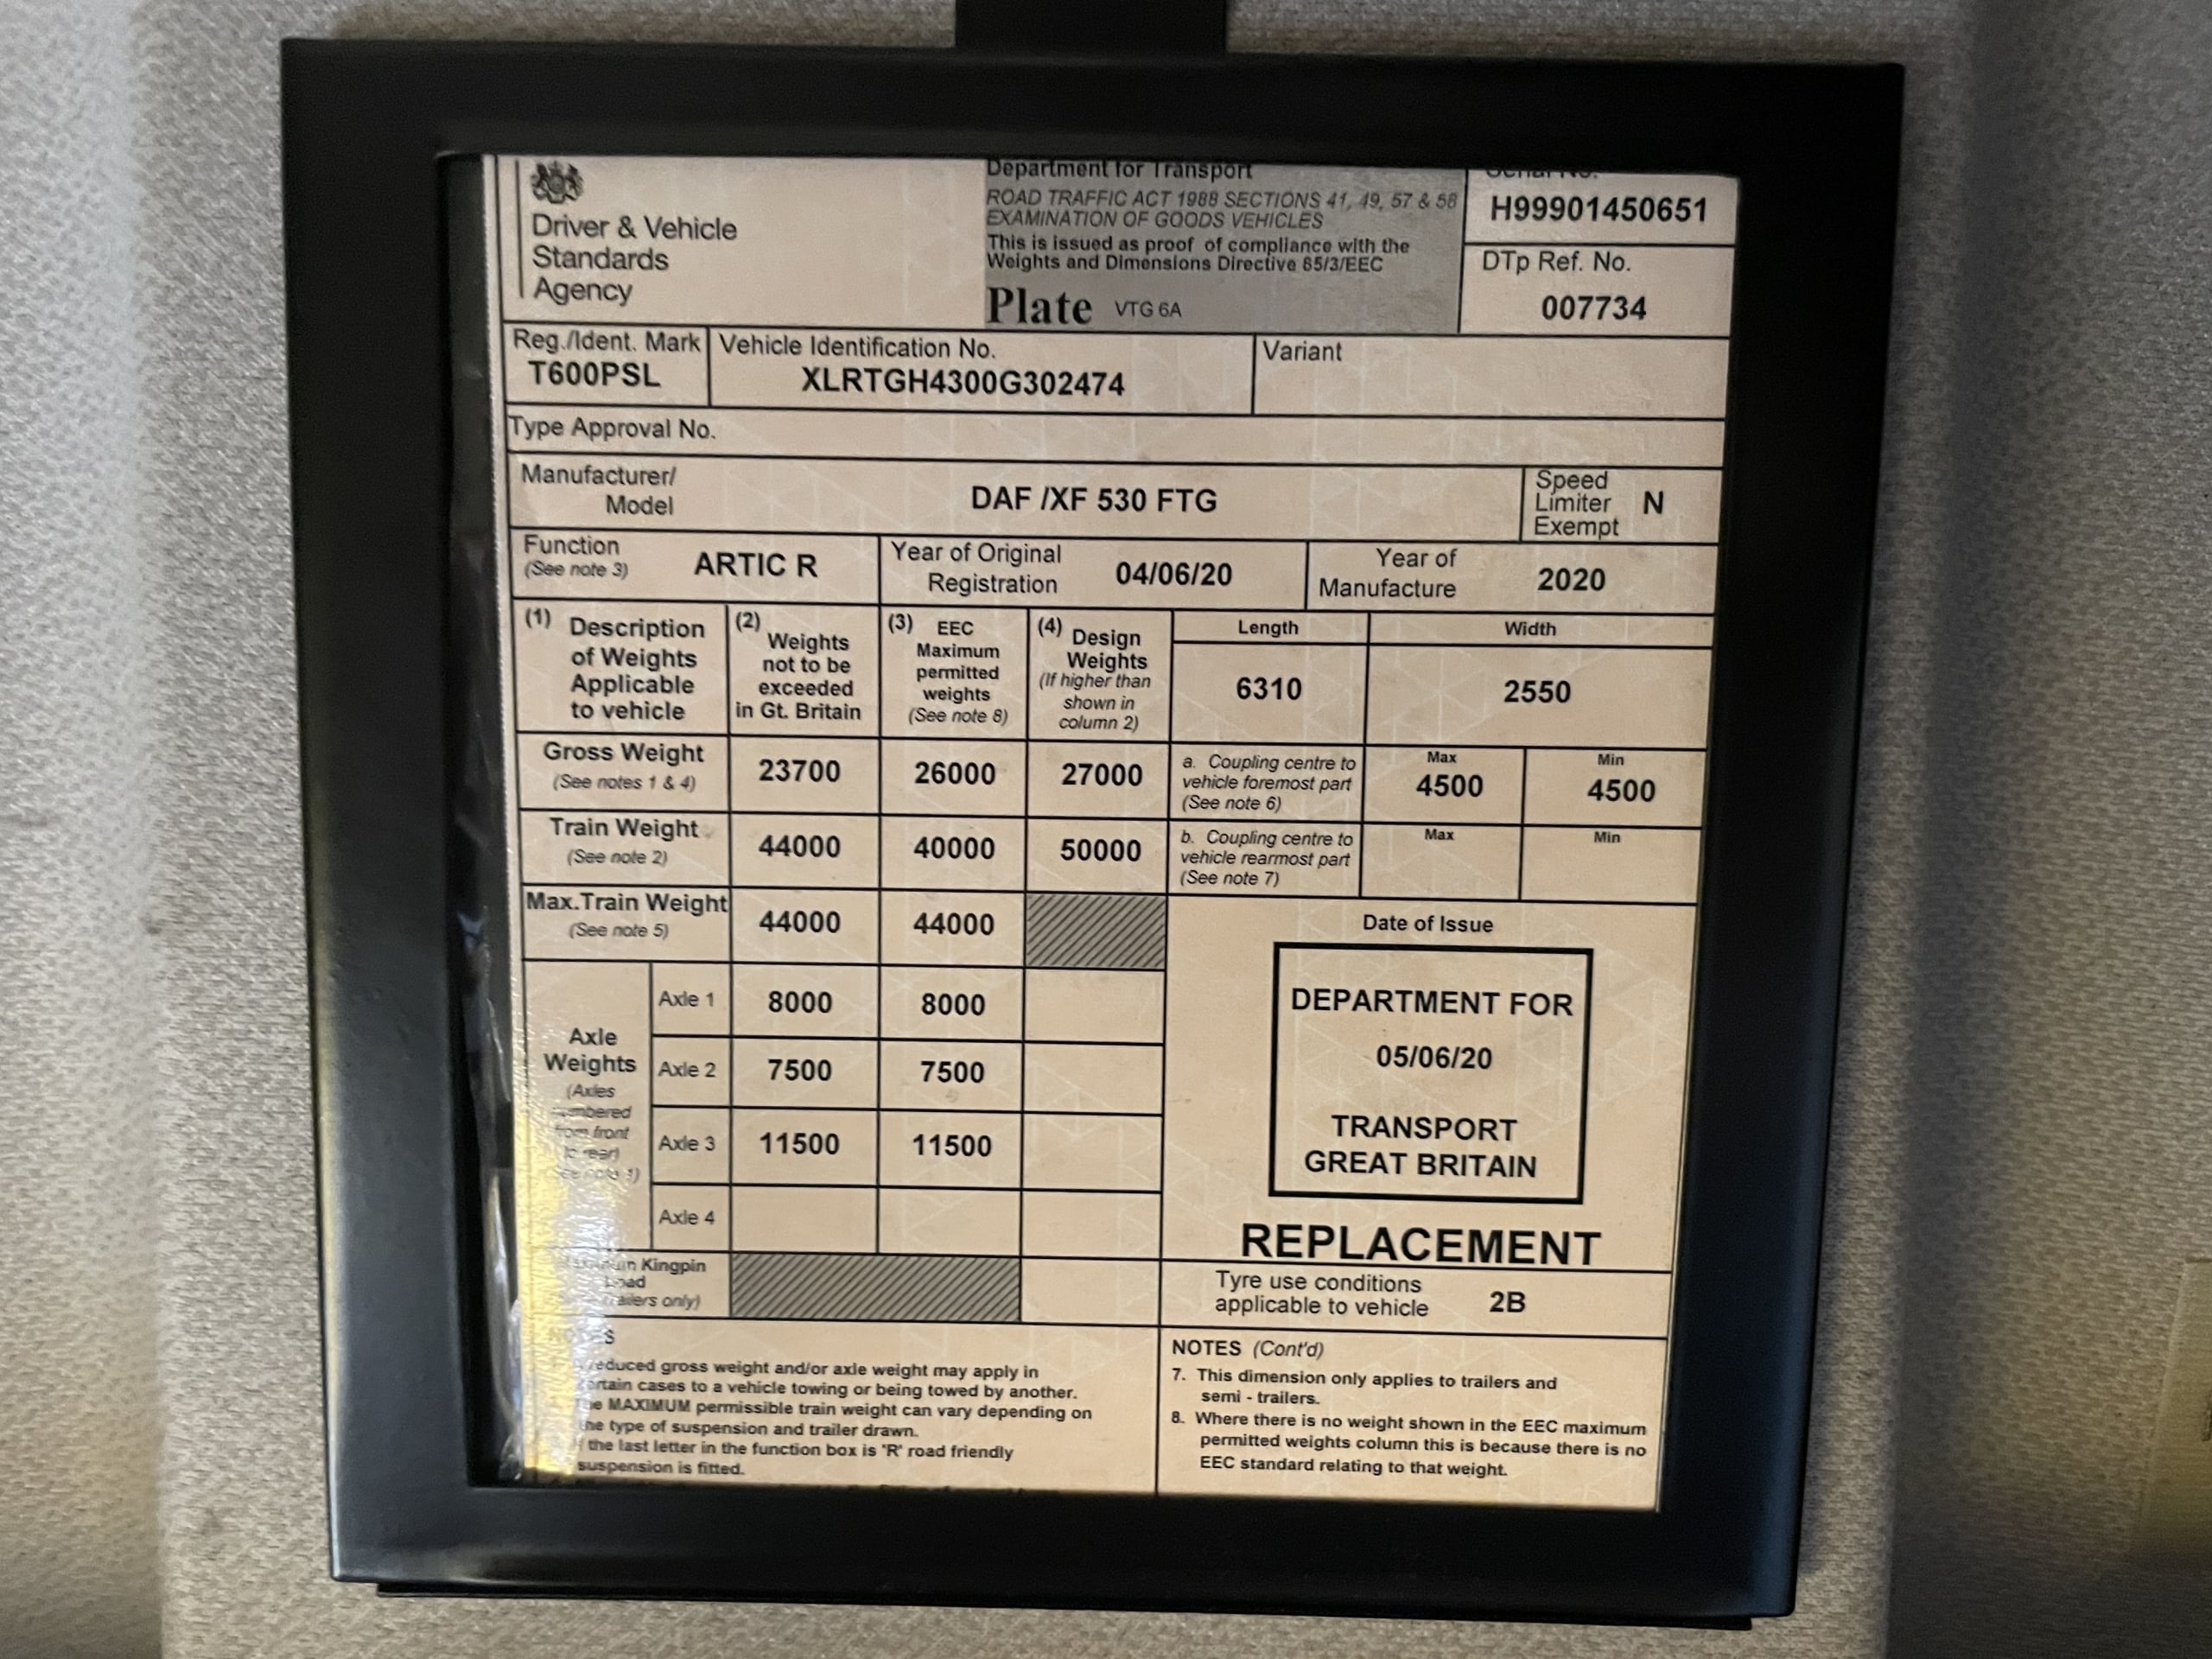 Driver & Vehicle
Standards
Agency
Department for Transport
ROAD TRAFFIC ACT 1988 SECTIONS 41, 49, 57 & 58
EXAMINATION OF GOODS VEHICLES
This is issued as proof of compliance with the
Weights and Dimensions Directive 85/3/EEC
Plate VTG 6A
Serial No.
H99901450651
DTp Ref. No.
007734
Reg./Ident. Mark
T600PSL
Vehicle Identification No.
XLRTGH4300G302474
Variant
Type Approval No.
Manufacturer/
Model
DAF /XF 530 FTG
Speed
Limiter
Exempt
N
Function
(See note 3)
ARTIC R
Year of Original
Registration
04/06/20
Year of
Manufacture
2020
(1) Description
of Weights
Applicable
to vehicle
(2) Weights
not to be
exceeded
in Gt. Britain
(3) EEC
Maximum
permitted
weights
(See note 8)
(4) Design
Weights
(If higher than
shown in
column 2)
Length
6310
Width
2550
Gross Weight
(See notes 1 & 4)
23700
26000
27000
a. Coupling centre to
vehicle foremost part
(See note 6)
Max
4500
Min
4500
Train Weight
(See note 2)
44000
40000
50000
b. Coupling centre to
vehicle rearmost part
(See note 7)
Max
Min
Max.Train Weight
(See note 5)
44000
44000
Axle
Weights
(Axles
from front
Axle 1
8000
8000
Axle 2
7500
7500
Axle 3
11500
11500
Axle 4
Date of Issue
DEPARTMENT FOR
05/06/20
TRANSPORT
GREAT BRITAIN
REPLACEMENT
Kingpin
Load
only)
Tyre use conditions
applicable to vehicle
2B
NOTES
reduced gross weight and/or axle weight may apply in
certain cases to a vehicle towing or being towed by another.
The MAXIMUM permissible train weight can vary depending on
the type of suspension and trailer drawn.
If the last letter in the function box is 'R' road friendly
suspension is fitted.
NOTES (Cont'd)
7. This dimension only applies to trailers and
semi - trailers.
8. Where there is no weight shown in the EEC maximum
permitted weights column this is because there is no
EEC standard relating to that weight.